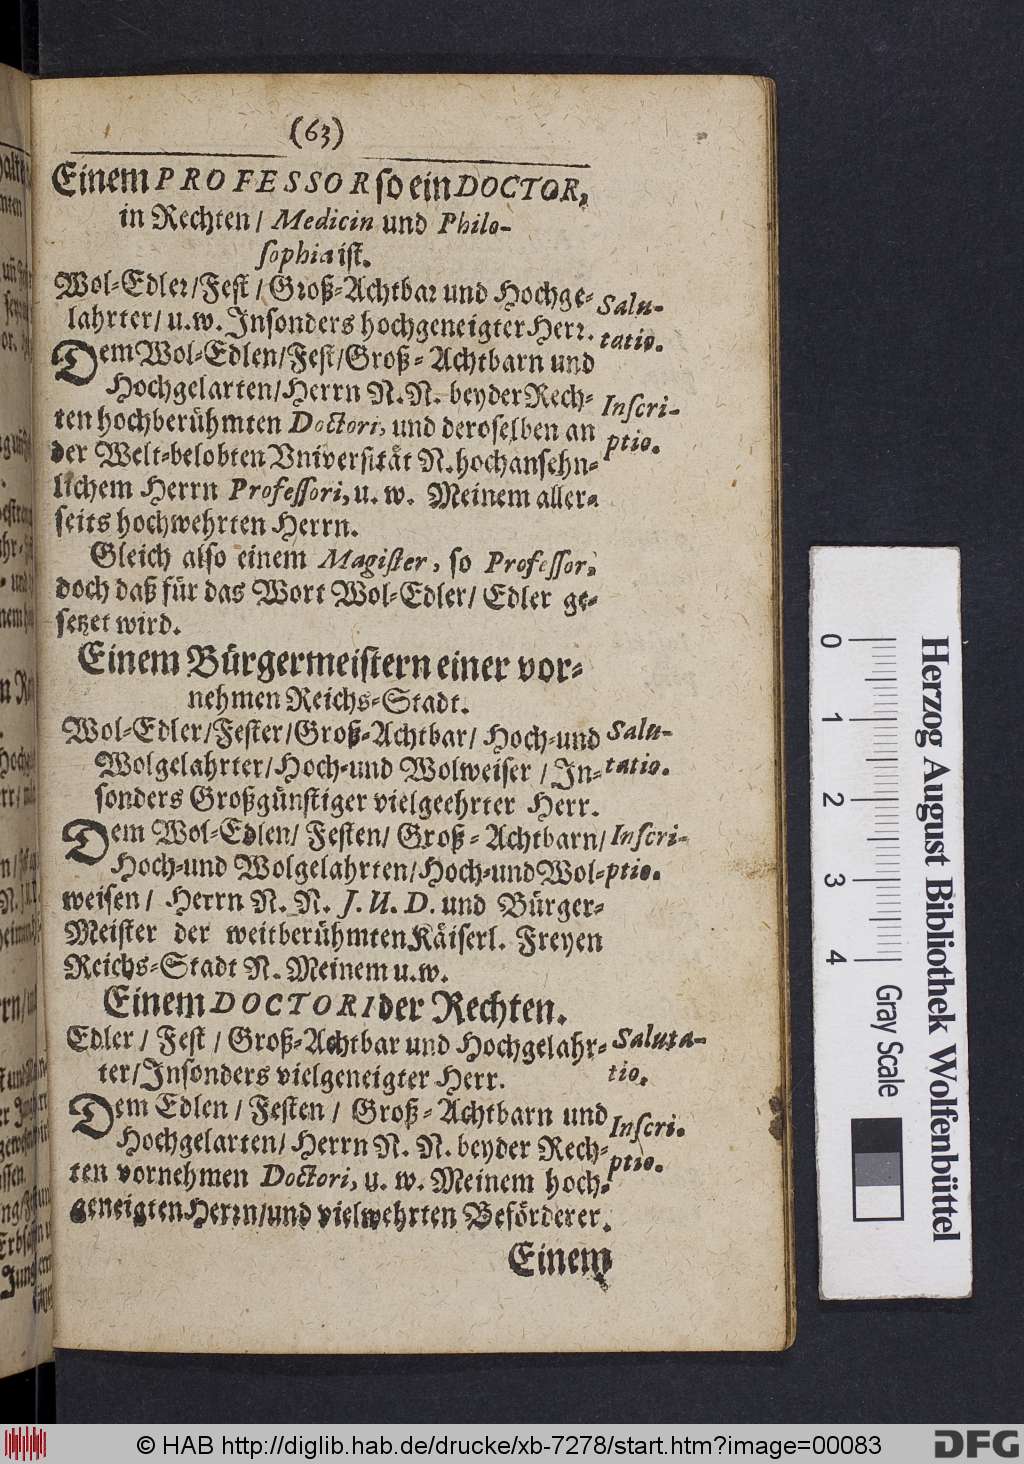 (63)
Einem PROFESSOR so ein DOCTOR,
in Rechten / Medicin und Philo-
sophia ist.
Wol-Edler / Fest / Groß-Achtbar und Hochge-
lahrter / u.w. Insonders hochgeneigter Herr.
Salu-
tatio.
Dem Wol-Edlen / Fest / Groß-Achtbarn und
Hochgelarten / Herrn N. N. beyder Rech-
ten hochberühmten Doctori, und deroselben an
der Welt-belobten Vniversität N. hochansehn-
lichem Herrn Professori, u. w. Meinem aller-
seits hochwehrten Herrn.
Inscri-
ptio.
Gleich also einem Magister, so Professor,
doch daß für das Wort Wol-Edler / Edler ge-
setzet wird.
Einem Bürgermeistern einer vor-
nehmen Reichs-Stadt.
Wol-Edler / Fester / Groß-Achtbar / Hoch-und
Wolgelahrter / Hoch-und Wolweiser / In-
sonders Großgünstiger vielgeehrter Herr.
Salu-
tatio.
Dem Wol-Edlen / Festen / Groß-Achtbarn /
Hoch-und Wolgelahrten / Hoch-und Wol-
weisen / Herrn N. N. J. U. D. und Bürger-
Meister der weitberühmten Käiserl. Freyen
Reichs-Stadt N. Meinem u.w.
Inscri-
ptio.
Einem DOCTORI der Rechten.
Edler / Fest / Groß-Achtbar und Hochgelahr-
ter / Insonders vielgeneigter Herr.
Saluta-
tio.
Dem Edlen / Festen / Groß-Achtbarn und
Hochgelarten / Herrn N. N. beyder Rech-
ten vornehmen Doctori, u. w. Meinem hoch-
geneigten Herrn / und vielwehrten Beförderer.
Inscri-
ptio.
Einem
0
1
2
3
4
Herzog August Bibliothek Wolfenbüttel
Gray Scale
© HAB http://diglib.hab.de/drucke/xb-7278/start.htm?image=00083
DFG